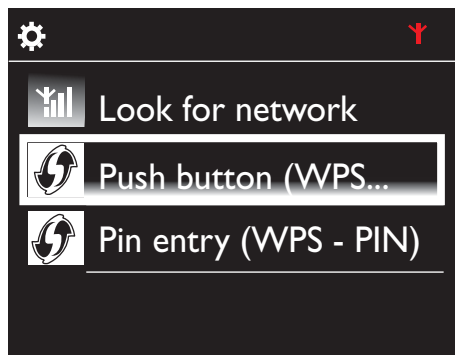 Look for network
Push button (WPS...
Pin entry (WPS - PIN)